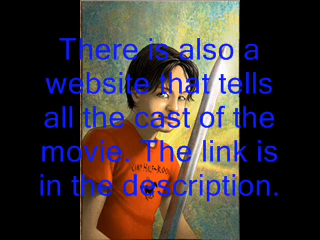 There is also a
website that tells
all the cast of the
movie. The link is
in the description.